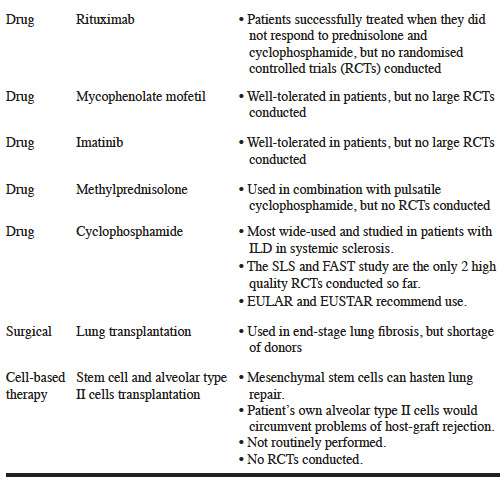 Drug Rituximab • Patients successfully treated when they did
not respond to prednisolone and
cyclophosphamide, but no randomised
controlled trials (RCTs) conducted
Drug Mycophenolate mofetil • Well-tolerated in patients, but no large RCTs
conducted
Drug Imatinib • Well-tolerated in patients, but no large RCTs
conducted
Drug Methylprednisolone • Used in combination with pulsatile
cyclophosphamide, but no RCTs conducted
Drug Cyclophosphamide • Most wide-used and studied in patients with
ILD in systemic sclerosis.
• The SLS and FAST study are the only 2 high
quality RCTs conducted so far.
• EULAR and EUSTAR recommend use.
Surgical Lung transplantation • Used in end-stage lung fibrosis, but shortage
of donors
Cell-based Stem cell and alveolar type • Mesenchymal stem cells can hasten lung
therapy II cells transplantation repair.
• Patient's own alveolar type II cells would
circumvent problems of host-graft rejection.
• Not routinely performed.
• No RCTs conducted.